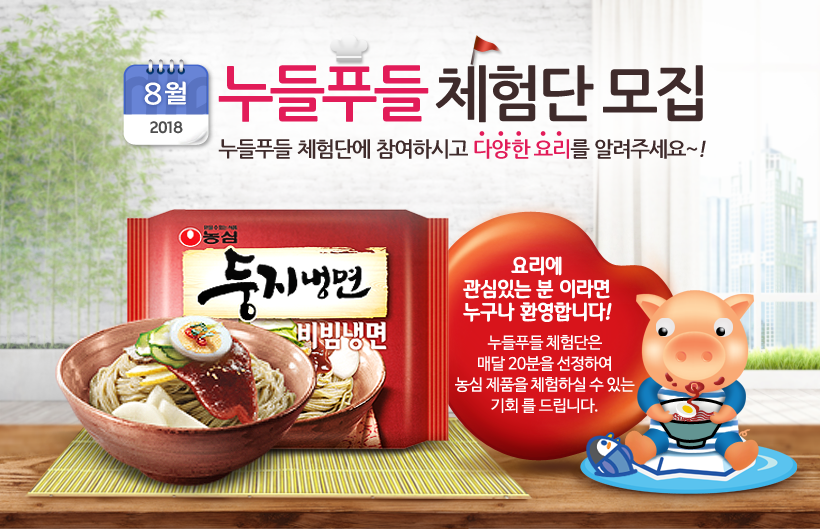 8월
2018
누들푸들 체험단 모집
누들푸들 체험단에 참여하시고 다양한 요리를 알려주세요~!
농심
둥지냉면
비빔냉면
요리에
관심있는 분 이라면
누구나 환영합니다!
누들푸들 체험단은
매달 20분을 선정하여
농심 제품을 체험하실 수 있는
기회 를 드립니다.